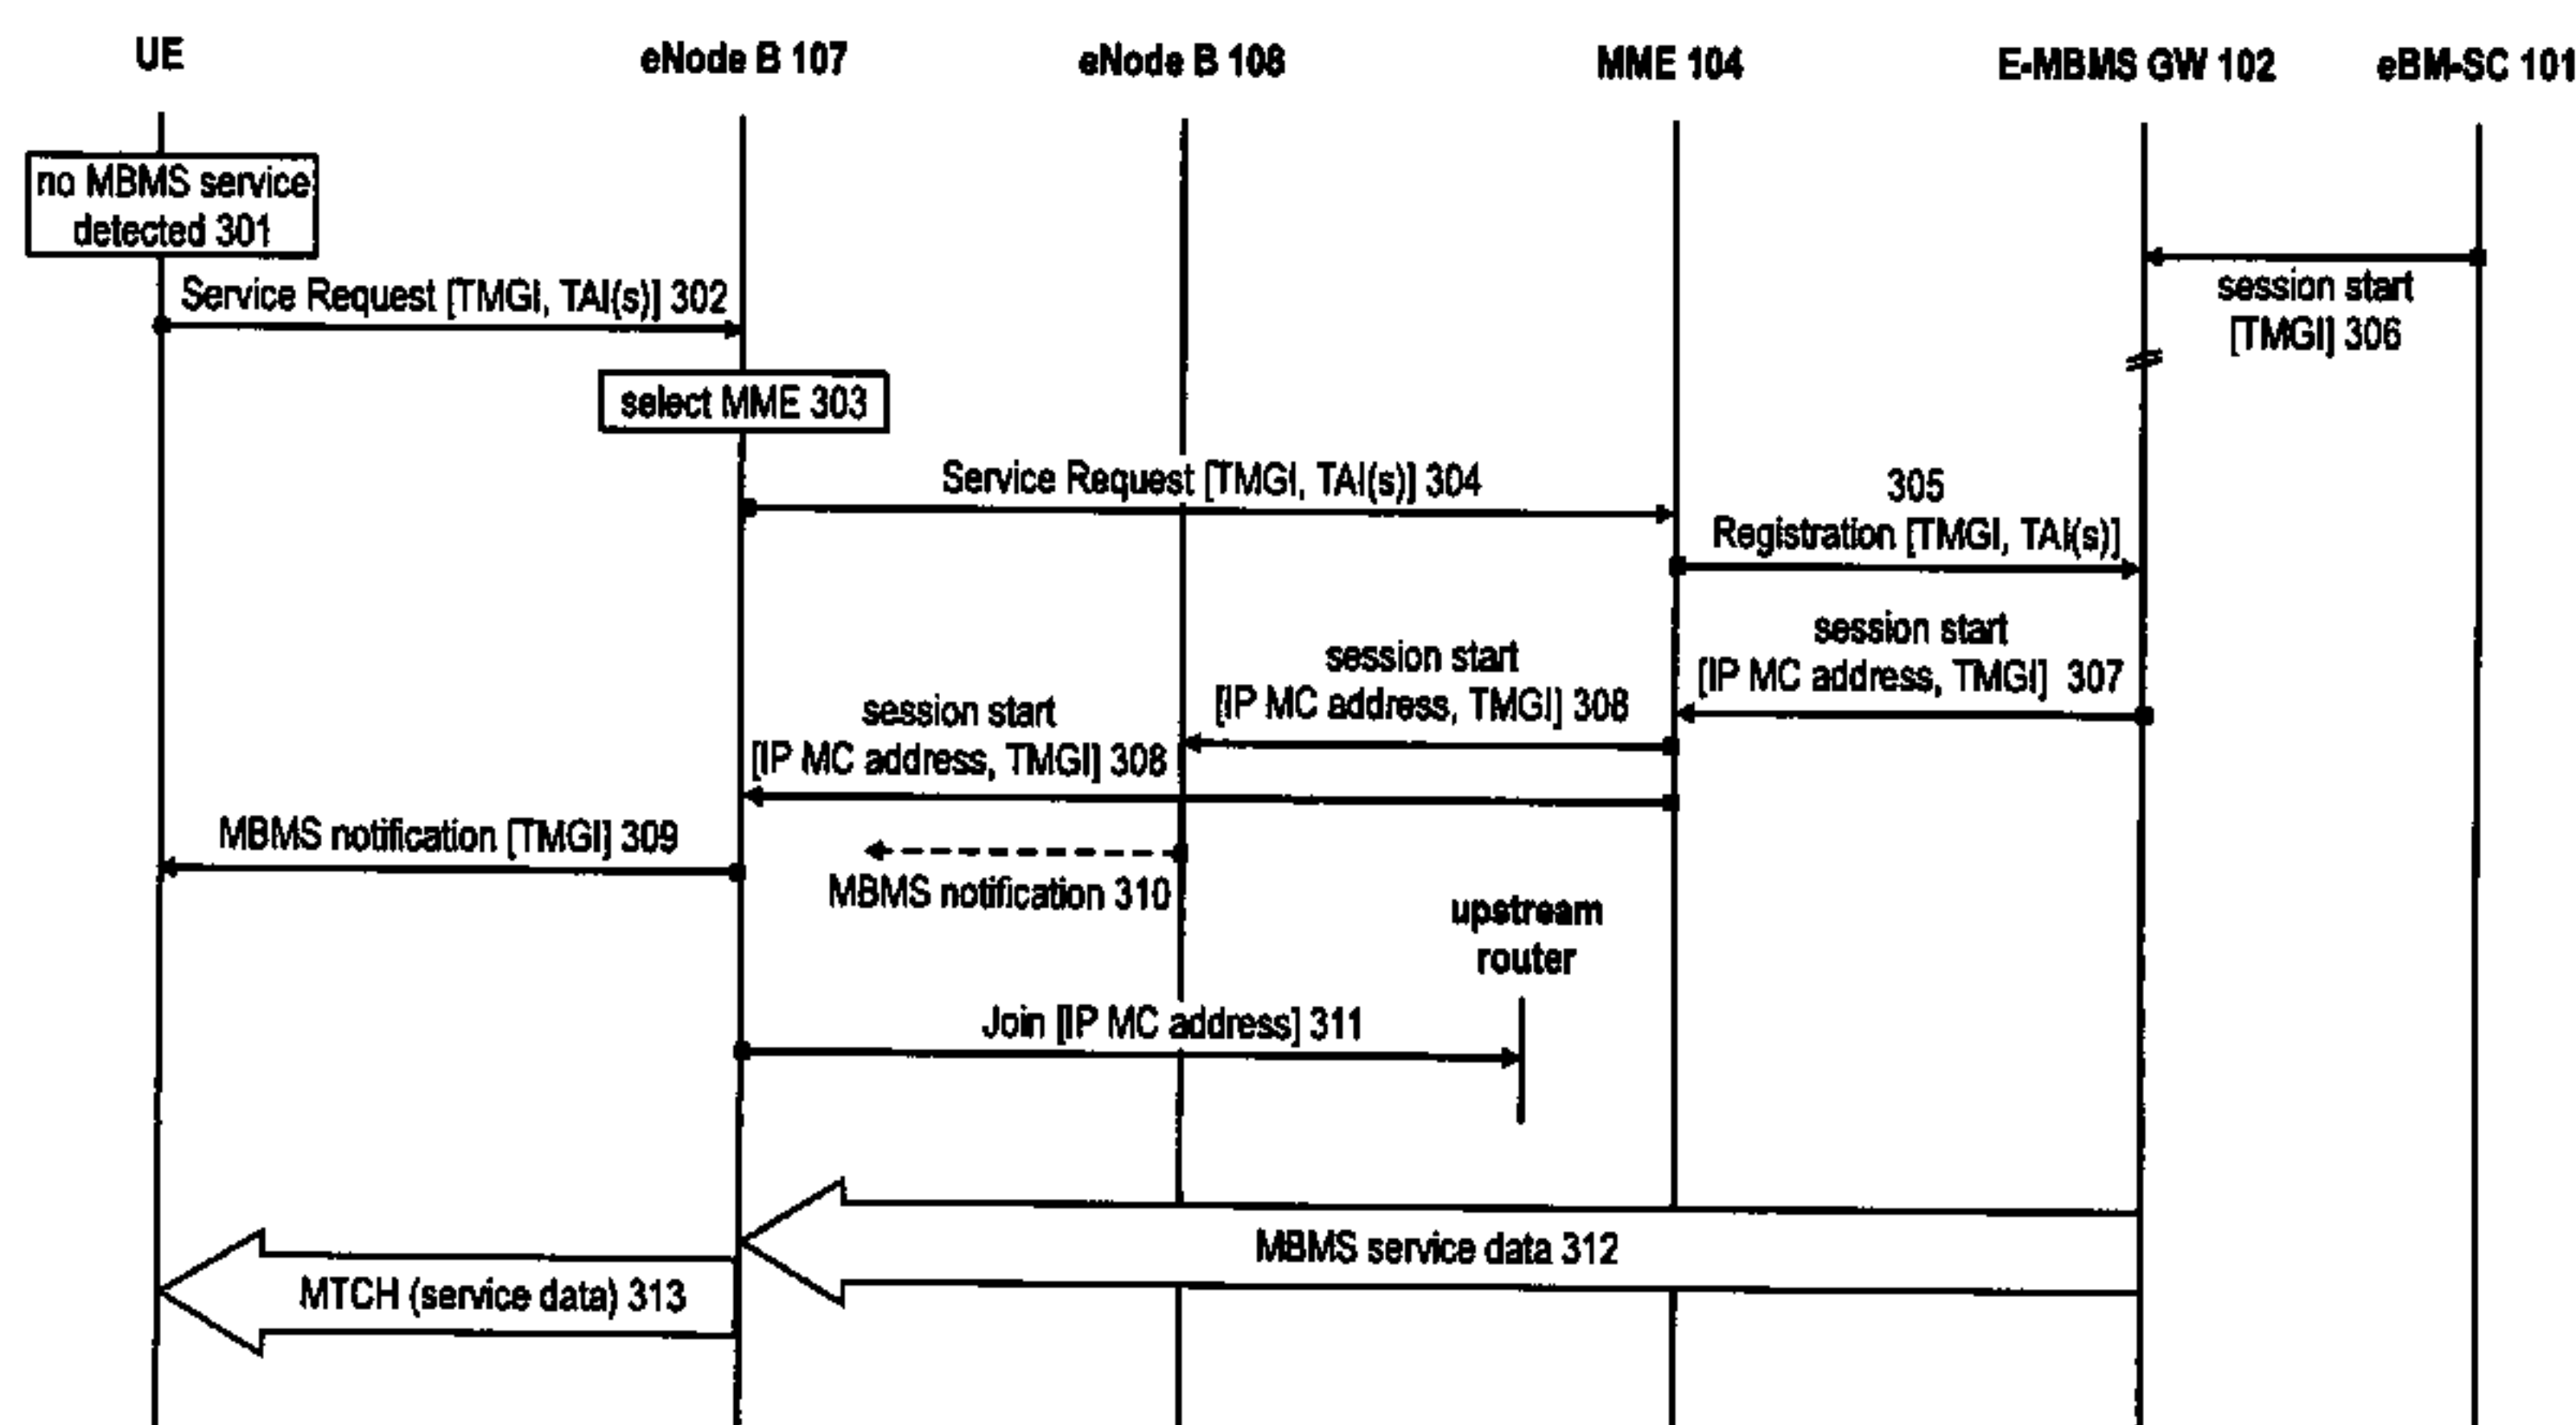 UE
eNode B 107
eNode B 108
MME 104
E-MBMS GW 102
eBM-SC 101
no MBMS service
detected 301
session start
[TMGI] 306
Service Request [TMGI, TAI(s)] 302
select MME 303
Service Request [TMGI, TAI(s)] 304
305
Registration [TMGI, TAI(s)]
session start
[IP MC address, TMGI] 307
session start
[IP MC address, TMGI] 308
session start
[IP MC address, TMGI] 308
MBMS notification [TMGI] 309
MBMS notification 310
upstream
router
Join [IP MC address] 311
MBMS service data 312
MTCH (service data) 313